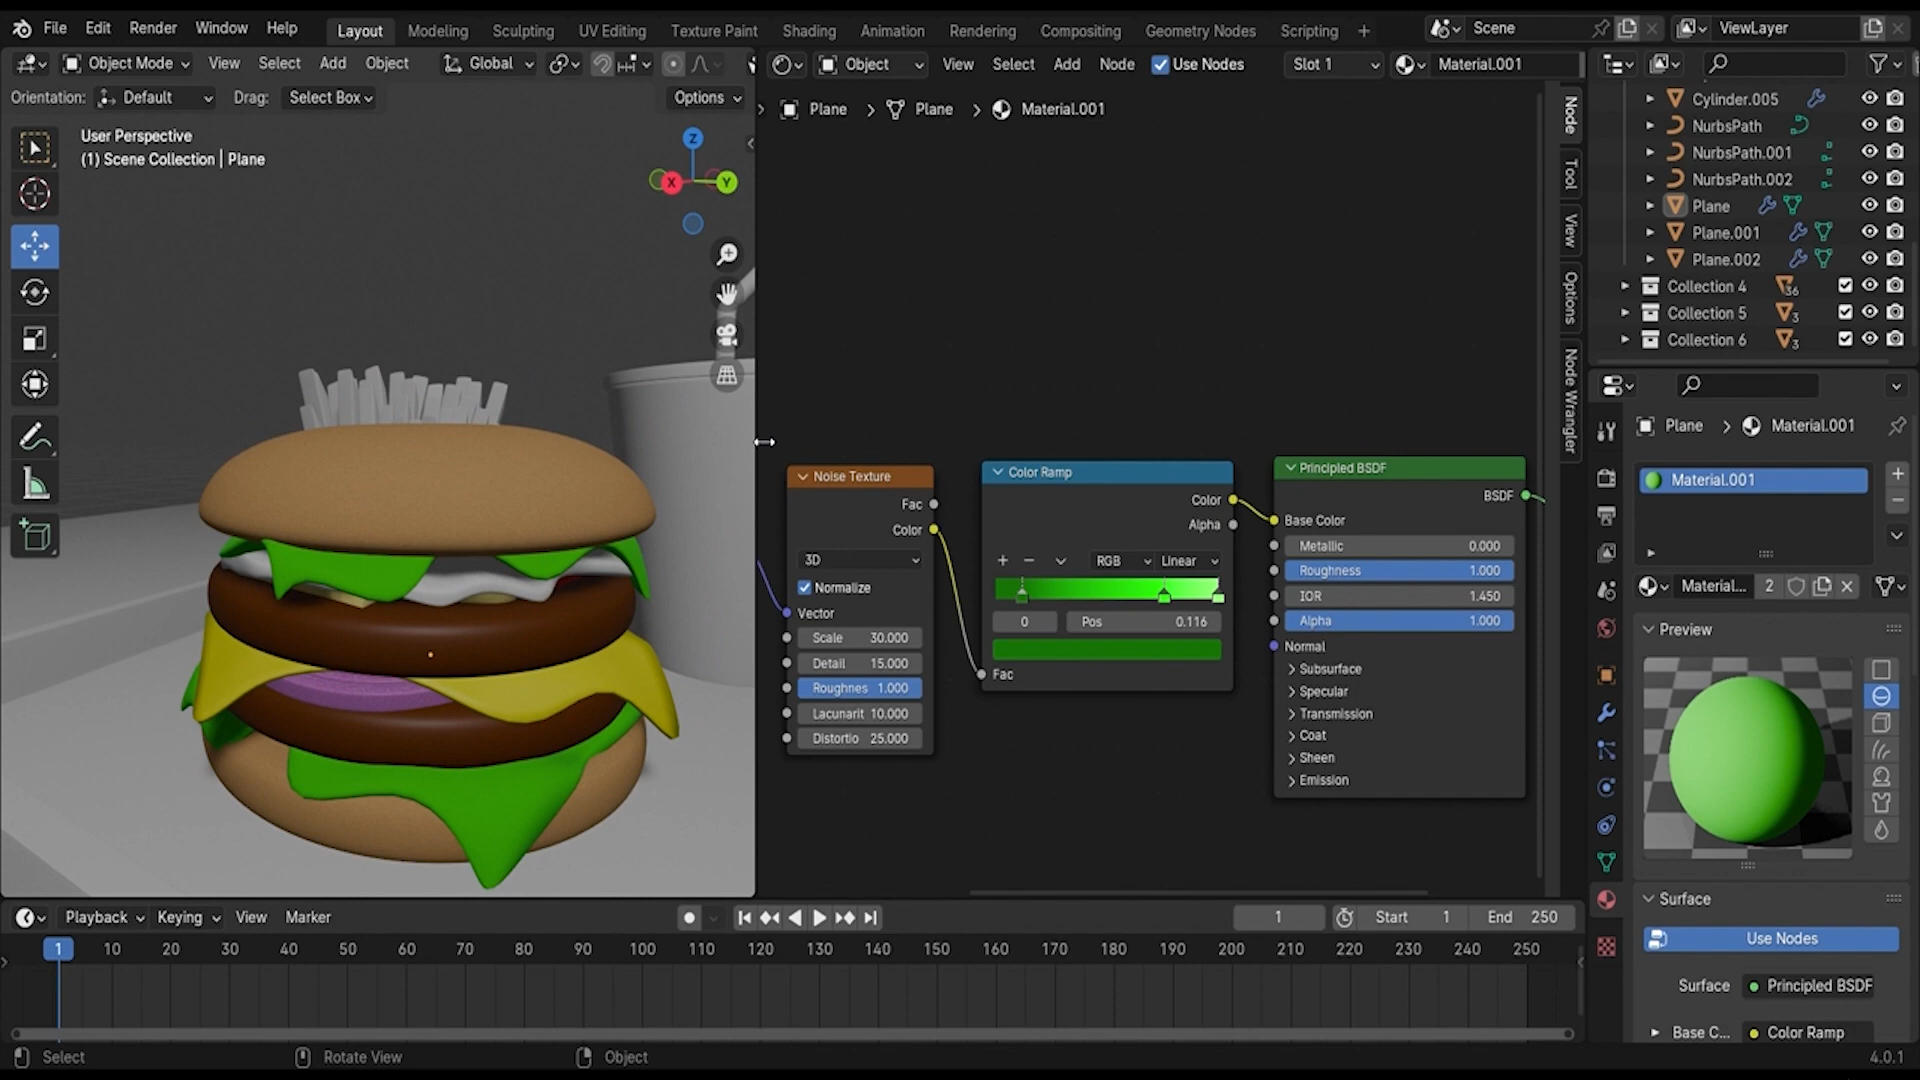 File Edit Render Window Help Layout Modeling Sculpting UV Editing Texture Paint Shading Animation Rendering Compositing Geometry Nodes Scripting + Scene ViewLayer
Object Mode View Select Add Object Global Object View Select Add Node Use Nodes Slot 1 Material.001
Orientation: Default Drag: Select Box Options
Plane > Plane > Material.001
User Perspective
(1) Scene Collection | Plane
Z
X
Y
Node
Tool
View
Options
Node Wrangler
Cylinder.005
NurbsPath
NurbsPath.001
NurbsPath.002
Plane
Plane.001
Plane.002
Collection 4 36
Collection 5 3
Collection 6 3
Plane > Material.001
Material.001
Material... 2
Preview
Noise Texture
Fac
Color
3D
Normalize
Vector
Scale 30.000
Detail 15.000
Roughnes 1.000
Lacunarit 10.000
Distortio 25.000
Color Ramp
Color
Alpha
RGB Linear
0 Pos 0.116
Fac
Principled BSDF
BSDF
Base Color
Metallic 0.000
Roughness 1.000
IOR 1.450
Alpha 1.000
Normal
Subsurface
Specular
Transmission
Coat
Sheen
Emission
Surface
Use Nodes
Surface Principled BSDF
Base C... Color Ramp
Playback Keying View Marker 1 Start 1 End 250
1 10 20 30 40 50 60 70 80 90 100 110 120 130 140 150 160 170 180 190 200 210 220 230 240 250
Select Rotate View Object 4.0.1